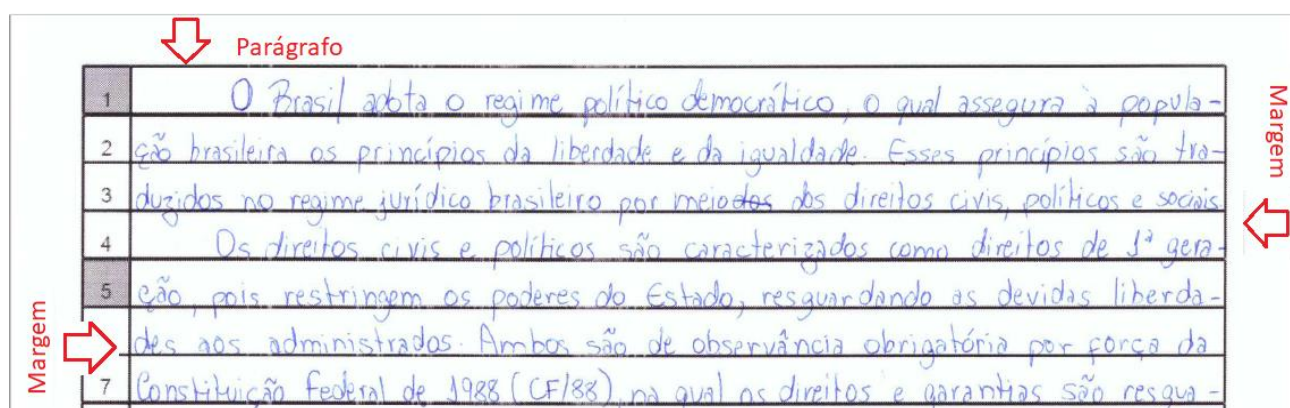 Parágrafo
1 O Brasil adota o regime político democrático, o qual assegura à popula-
2 ção brasileira os princípios da liberdade e da igualdade. Esses princípios são tra-
3 duzidos no regime jurídico brasileiro por meio dos dos direitos civis, políticos e sociais.
4 Os direitos civis e políticos são caracterizados como direitos de 1ª gera-
5 ção, pois restringem os poderes do Estado, resguardando as devidas liberda-
des aos administrados. Ambos são de observância obrigatória por força da
7 Constituição Federal de 1988 (CF/88), na qual os direitos e garantias são resgua-
Margem
Margem